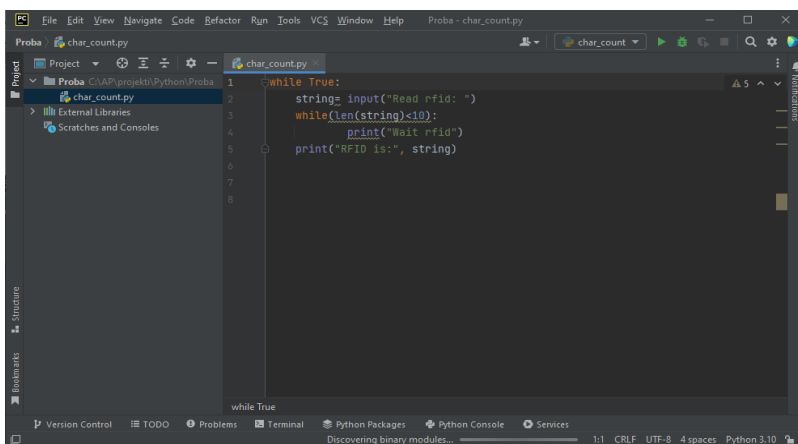 PC File Edit View Navigate Code Refactor Run Tools VCS Window Help Proba - char_count.py
Proba char_count.py char_count
Project Proba C:\AP\projekti\Python\Proba
char_count.py
External Libraries
Scratches and Consoles
char_count.py
1 while True:
2 string= input("Read rfid: ")
3 while(len(string)<10):
4 print("Wait rfid")
5 print("RFID is:", string)
6
7
8
5
while True
Project
Structure
Bookmarks
Notifications
Version Control TODO Problems Terminal Python Packages Python Console Services
Discovering binary modules... 1:1 CRLF UTF-8 4 spaces Python 3.10